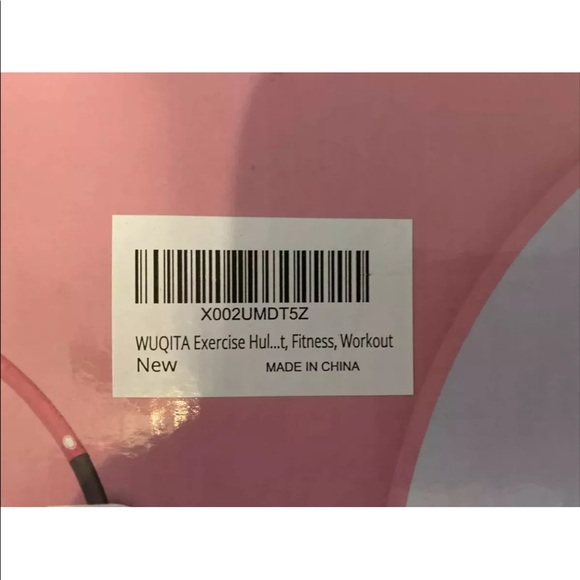 X002UMDT5Z
WUQITA Exercise Hul...t, Fitness, Workout
New MADE IN CHINA